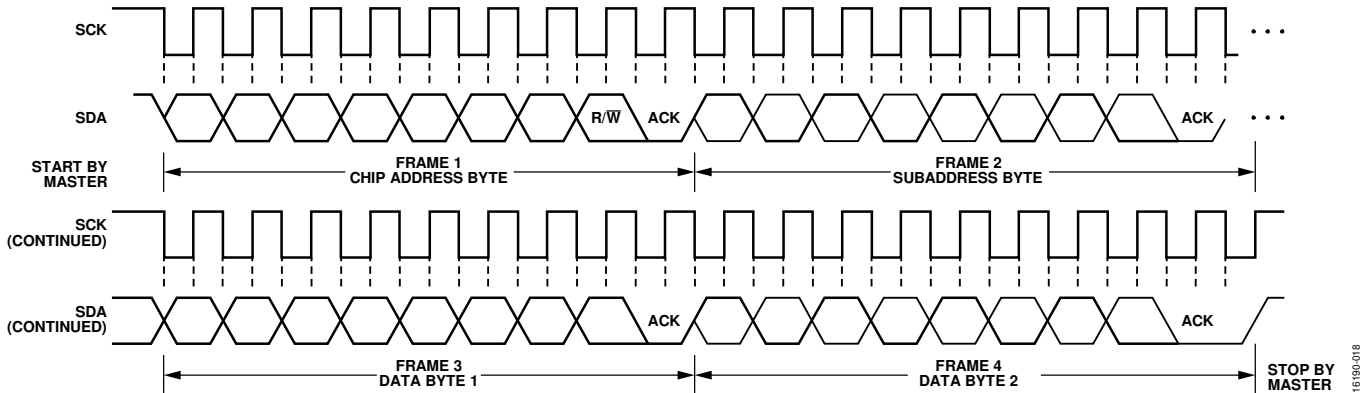 SCK
SDA
R/W̅ ACK
ACK
START BY
MASTER
FRAME 1
CHIP ADDRESS BYTE
FRAME 2
SUBADDRESS BYTE
SCK
(CONTINUED)
SDA
(CONTINUED)
ACK
ACK
FRAME 3
DATA BYTE 1
FRAME 4
DATA BYTE 2
STOP BY
MASTER
16190-018